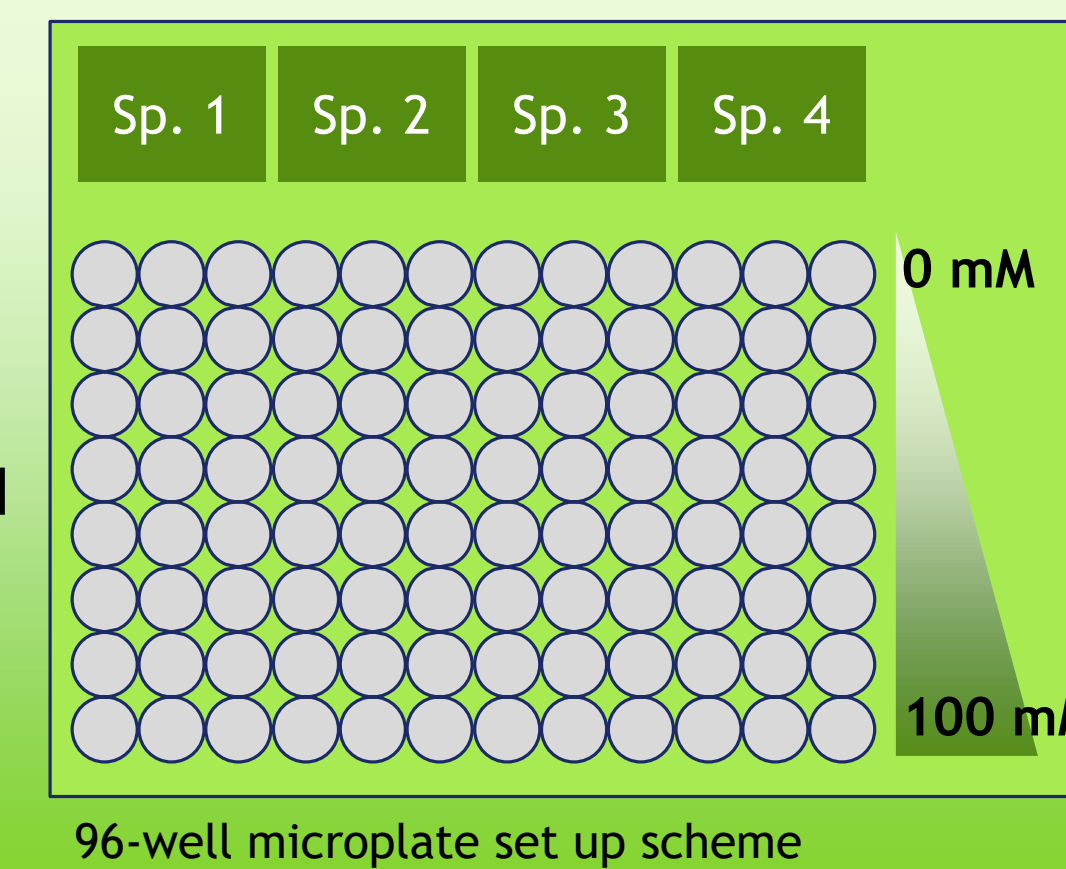 Sp. 1 Sp. 2 Sp. 3 Sp. 4
0 mM
100 m
96-well microplate set up scheme